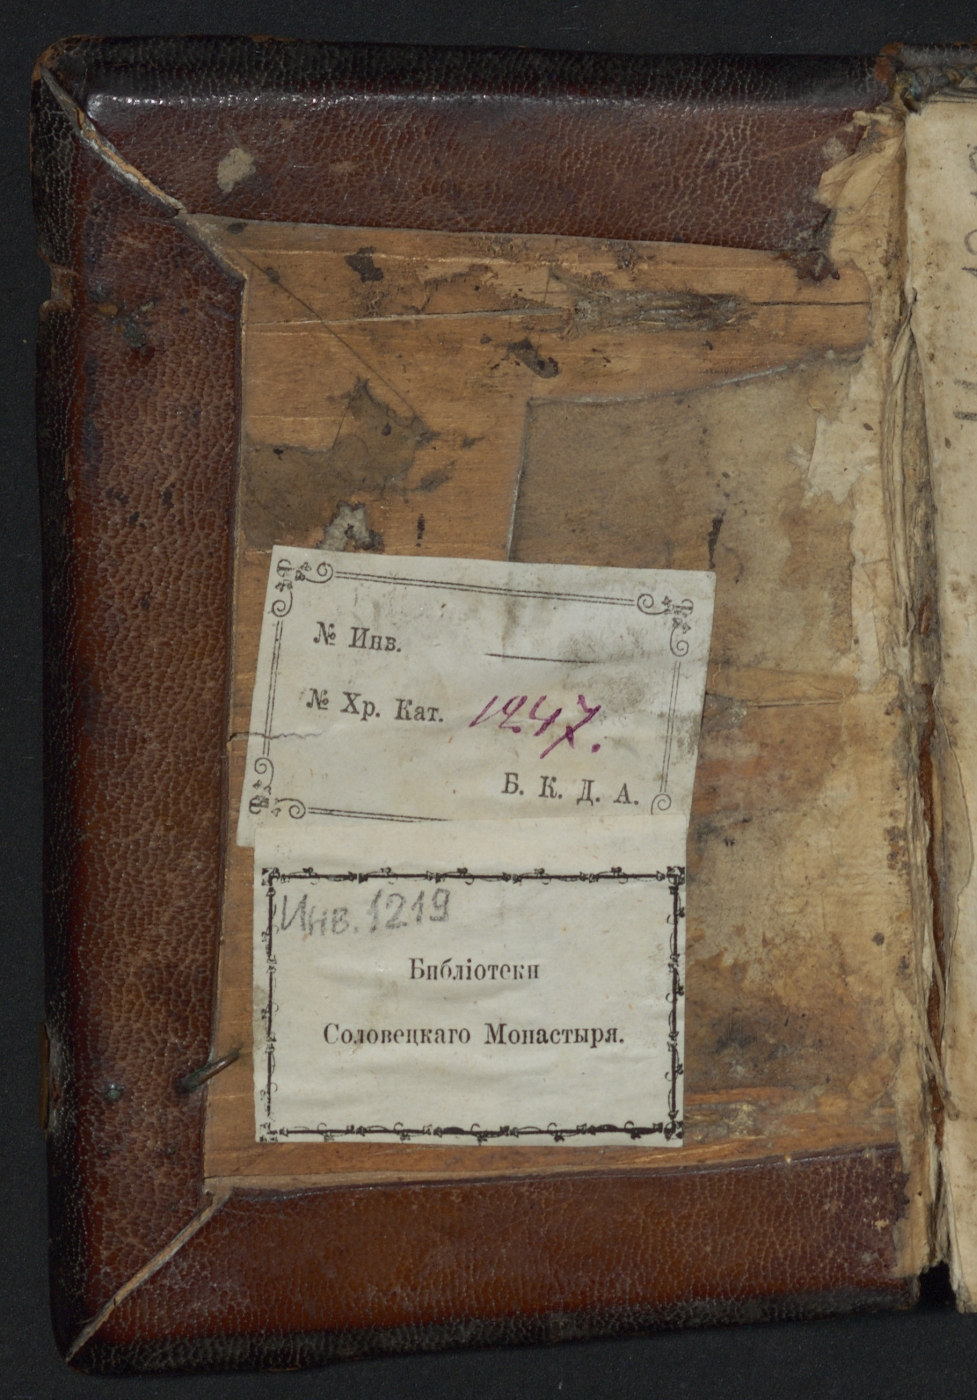 № Инв.
№ Хр. Кат. 1247.
Б. К. Д. А.
Инв. 1219
Библіотеки
Соловецкаго Монастыря.